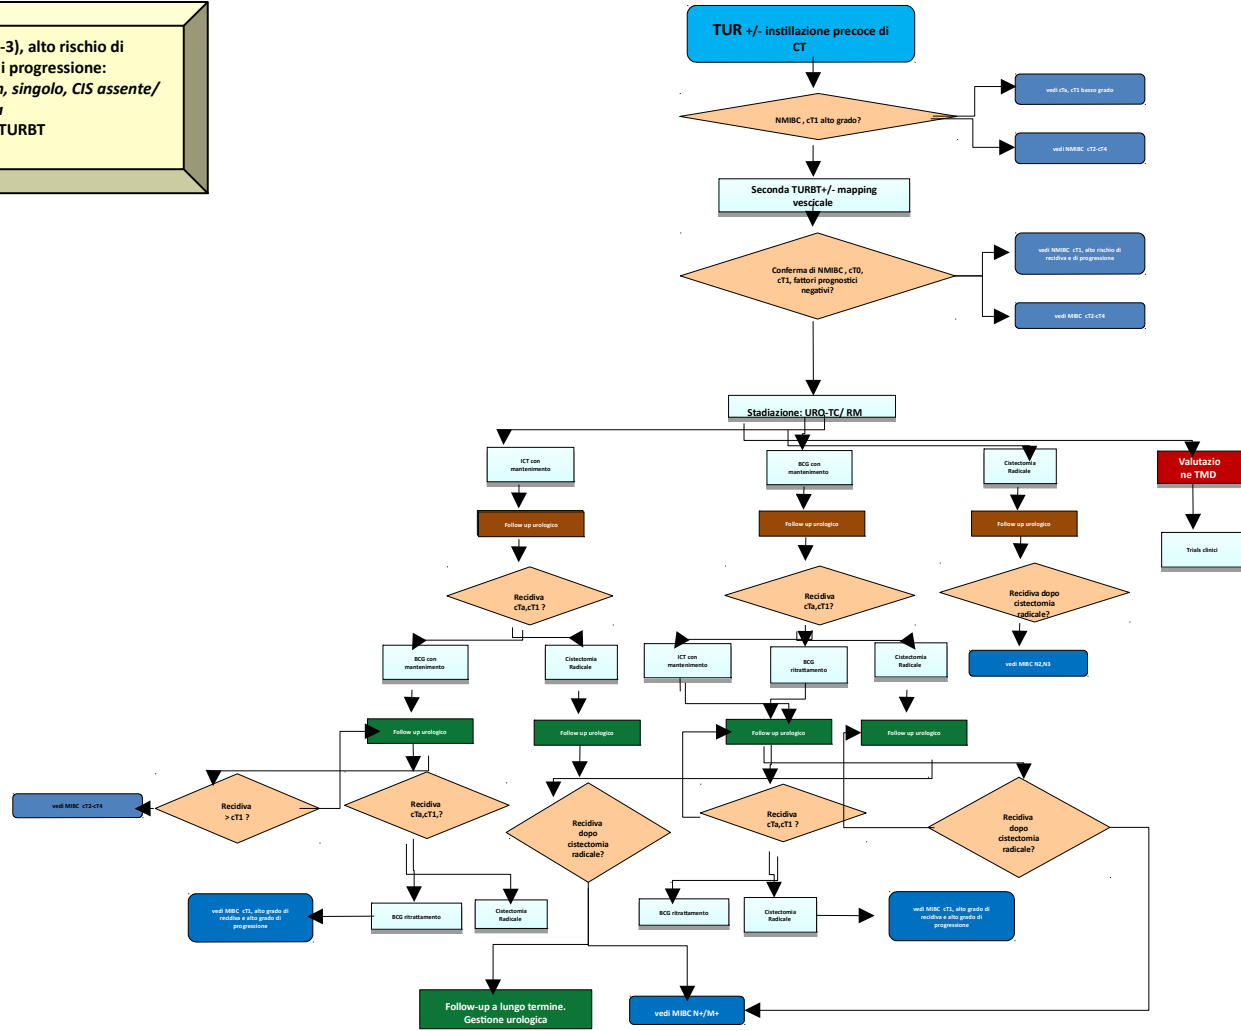 -3), alto rischio di
i progressione:
n, singolo, CIS assente/
a
TURBT
TUR +/- instillazione precoce di
CT
NMIBC , cT1 alto grado?
vedi cTa, cT1 basso grado
vedi NMIBC cT2-cT4
Seconda TURBT+/- mapping
vescicale
Conferma di NMIBC , cT0,
cT1, fattori prognostici
negativi?
vedi NMIBC cT1, alto rischio di
recidiva e di progressione
vedi MIBC cT2-cT4
Stadiazione: URO-TC/ RM
ICT con
mantenimento
BCG con
mantenimento
Cistectomia
Radicale
Valutazio
ne TMD
Follow up urologico
Follow up urologico
Follow up urologico
Trials clinici
Recidiva
cTa,cT1 ?
Recidiva
cTa,cT1?
Recidiva dopo
cistectomia
radicale?
BCG con
mantenimento
Cistectomia
Radicale
ICT con
mantenimento
BCG
ritrattamento
Cistectomia
Radicale
vedi MIBC N2,N3
Follow up urologico
Follow up urologico
Follow up urologico
Follow up urologico
vedi MIBC cT2-cT4
Recidiva
> cT1 ?
Recidiva
cTa,cT1,?
Recidiva
dopo
cistectomia
radicale?
Recidiva
cTa,cT1 ?
Recidiva
dopo
cistectomia
radicale?
vedi MIBC cT1, alto grado di
recidiva e alto grado di
progressione
BCG ritrattamento
Cistectomia
Radicale
BCG ritrattamento
Cistectomia
Radicale
vedi MIBC cT1, alto grado di
recidiva e alto grado di
progressione
Follow-up a lungo termine.
Gestione urologica
vedi MIBC N+/M+